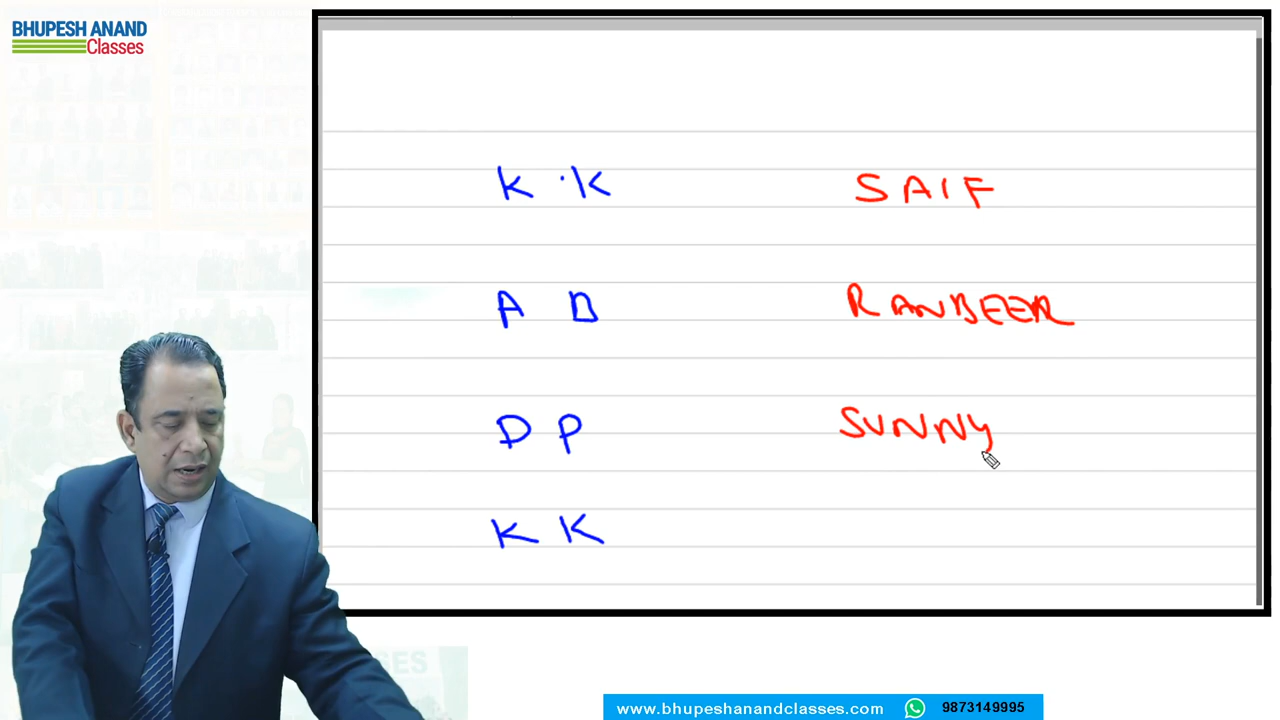 BHUPESH ANAND
Classes
K . K SAIF
A B RANBEER
D P SUNNY
K K
www.bhupeshanandclasses.com 9873149995